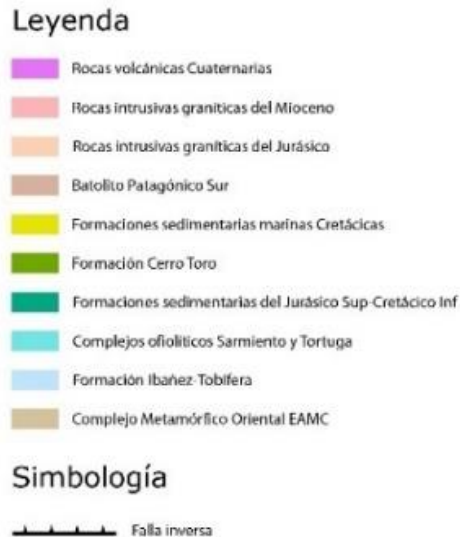 Leyenda
Rocas volcánicas Cuaternarias
Rocas intrusivas graníticas del Mioceno
Rocas intrusivas graníticas del Jurásico
Batolito Patagónico Sur
Formaciones sedimentarias marinas Cretácicas
Formación Cerro Toro
Formaciones sedimentarias del Jurásico Sup-Cretácico Inf
Complejos ofiolíticos Sarmiento y Tortuga
Formación Ibañez-Tobífera
Complejo Metamórfico Oriental EAMC
Simbología
Falla inversa